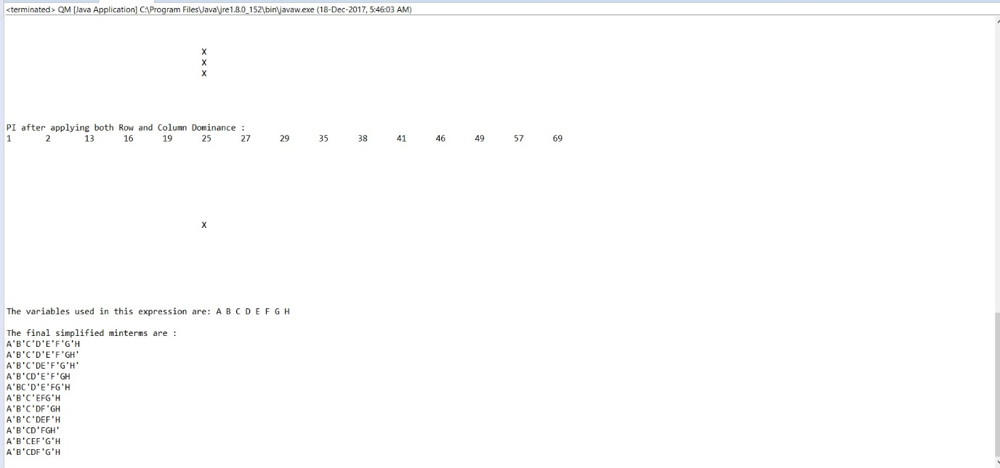 <terminated> QM [Java Application] C:\Program Files\Java\jre1.8.0_152\bin\javaw.exe (18-Dec-2017, 5:46:03 AM)
X
X
X
PI after applying both Row and Column Dominance :
1 2 13 16 19 25 27 29 35 38 41 46 49 57 69
X
The variables used in this expression are: A B C D E F G H
The final simplified minterms are :
A'B'C'D'E'F'G'H
A'B'C'D'E'F'GH'
A'B'C'DE'F'G'H'
A'B'CD'E'F'GH
A'BC'D'E'FG'H
A'B'C'EFG'H
A'B'C'DF'GH
A'B'C'DEF'H
A'B'CD'FGH'
A'B'CEF'G'H
A'B'CDF'G'H